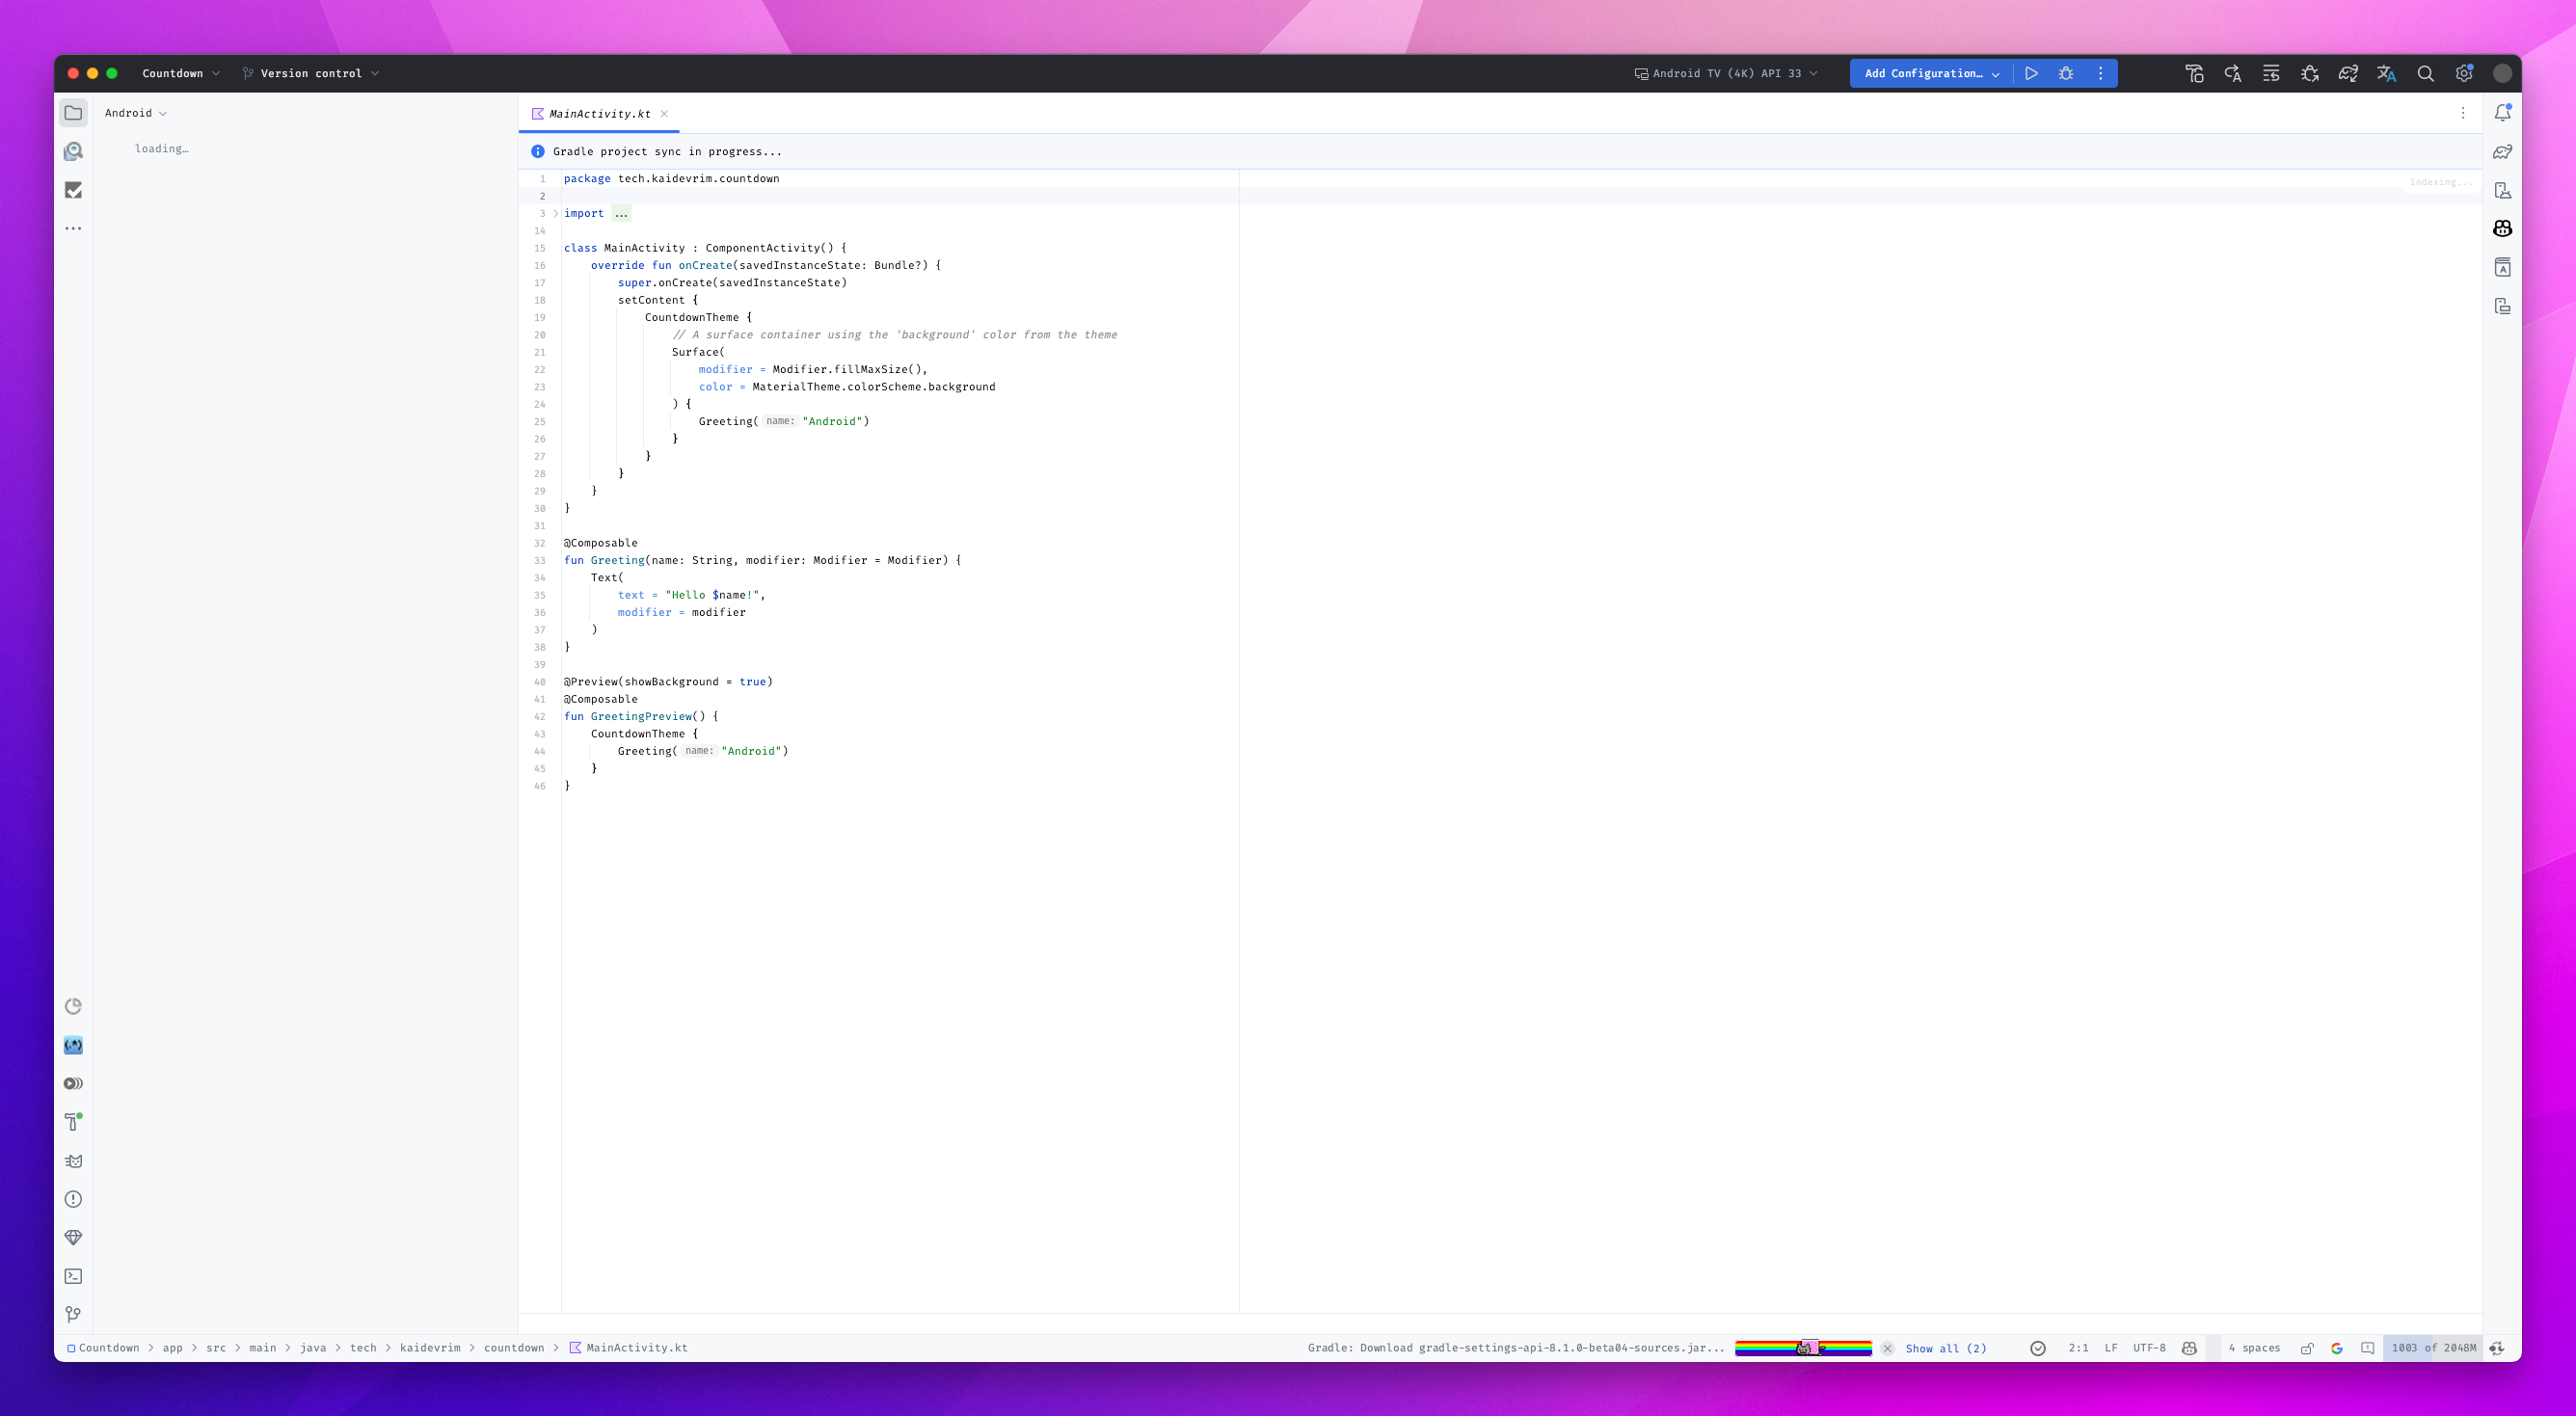 Countdown
Version control
Android TV (4K) API 33
Add Configuration…
Android
MainActivity.kt
loading…
Gradle project sync in progress...
Indexing...
1 package tech.kaidevrim.countdown
2
3 import ...
14
15 class MainActivity : ComponentActivity() {
16 override fun onCreate(savedInstanceState: Bundle?) {
17 super.onCreate(savedInstanceState)
18 setContent {
19 CountdownTheme {
20 // A surface container using the 'background' color from the theme
21 Surface(
22 modifier = Modifier.fillMaxSize(),
23 color = MaterialTheme.colorScheme.background
24 ) {
25 Greeting( name: "Android")
26 }
27 }
28 }
29 }
30 }
31
32 @Composable
33 fun Greeting(name: String, modifier: Modifier = Modifier) {
34 Text(
35 text = "Hello $name!",
36 modifier = modifier
37 )
38 }
39
40 @Preview(showBackground = true)
41 @Composable
42 fun GreetingPreview() {
43 CountdownTheme {
44 Greeting( name: "Android")
45 }
46 }
Countdown > app > src > main > java > tech > kaidevrim > countdown > MainActivity.kt
Gradle: Download gradle-settings-api-8.1.0-beta04-sources.jar...
Show all (2)
2:1
LF
UTF-8
4 spaces
1003 of 2048M